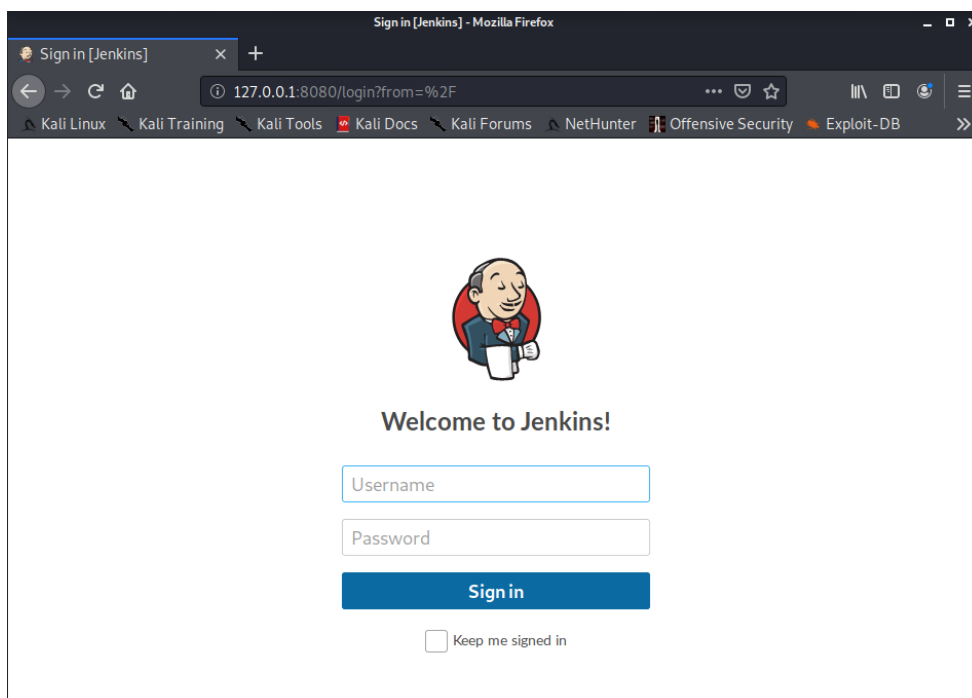 Sign in [Jenkins] - Mozilla Firefox
Sign in [Jenkins]
127.0.0.1:8080/login?from=%2F
Kali Linux Kali Training Kali Tools Kali Docs Kali Forums NetHunter Offensive Security Exploit-DB
Welcome to Jenkins!
Username
Password
Sign in
Keep me signed in